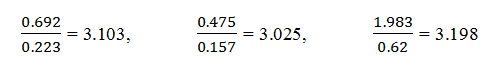 0.692/0.223 = 3.103, 0.475/0.157 = 3.025, 1.983/0.62 = 3.198